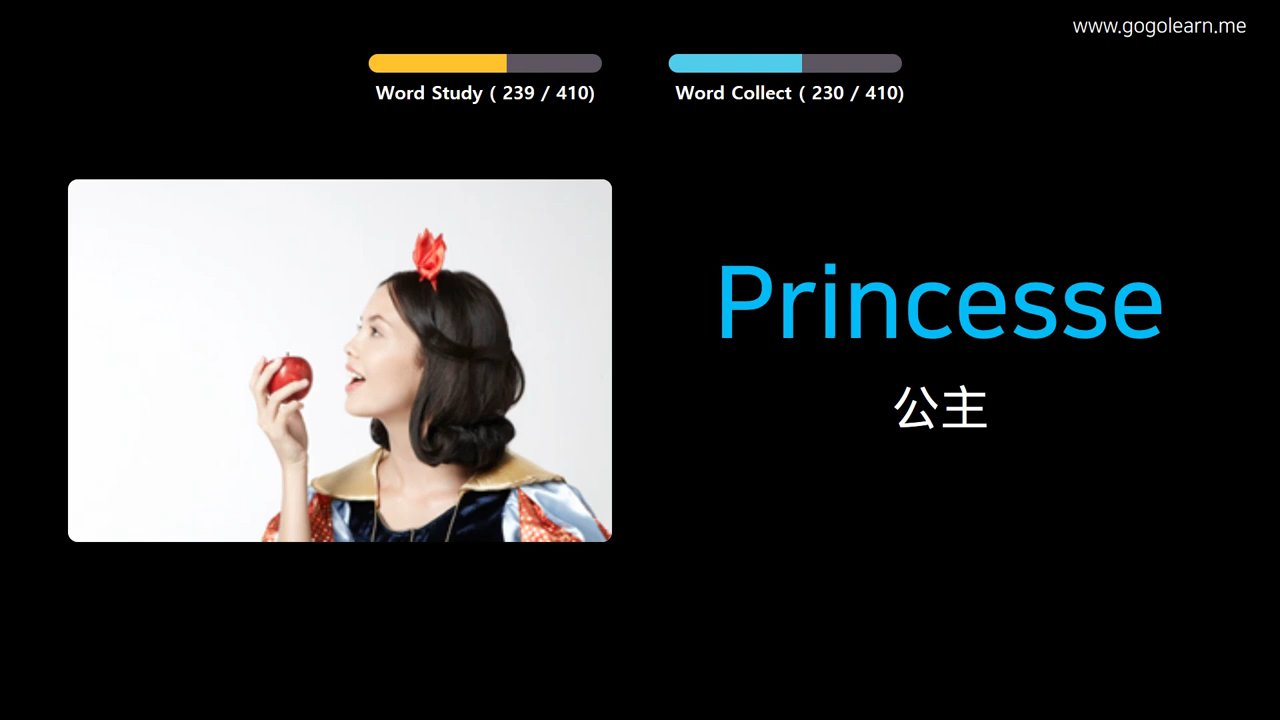 www.gogolearn.me
Word Study ( 239 / 410)
Word Collect ( 230 / 410)
Princesse
公主